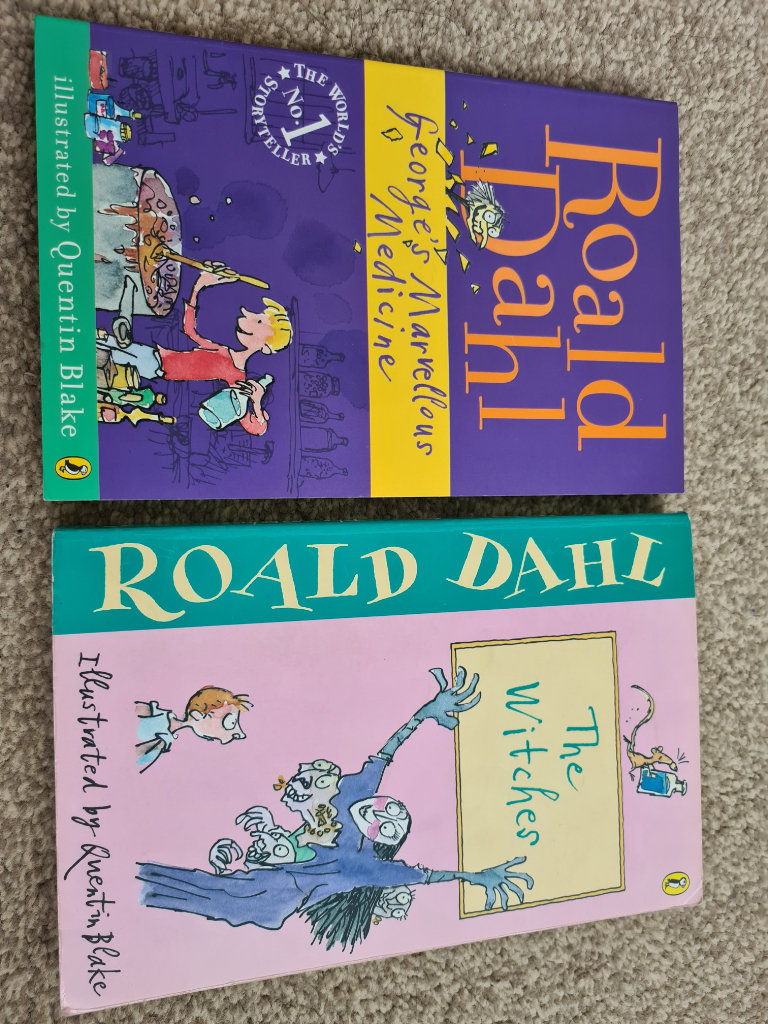 Roald
Dahl
George's Marvellous
Medicine
THE WORLD'S
No.1
STORYTELLER
illustrated by Quentin Blake
ROALD DAHL
The
Witches
Illustrated by Quentin Blake